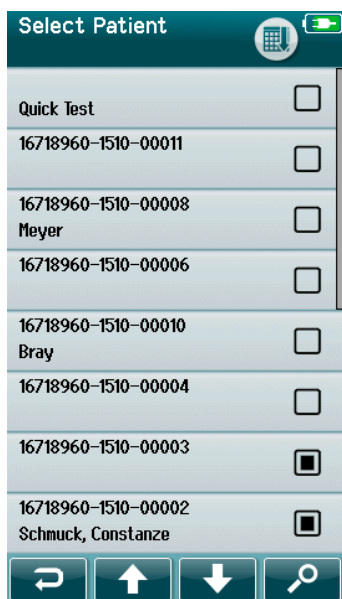 Select Patient
Quick Test
16718960-1510-00011
16718960-1510-00008
Meyer
16718960-1510-00006
16718960-1510-00010
Bray
16718960-1510-00004
16718960-1510-00003
16718960-1510-00002
Schmuck, Constanze